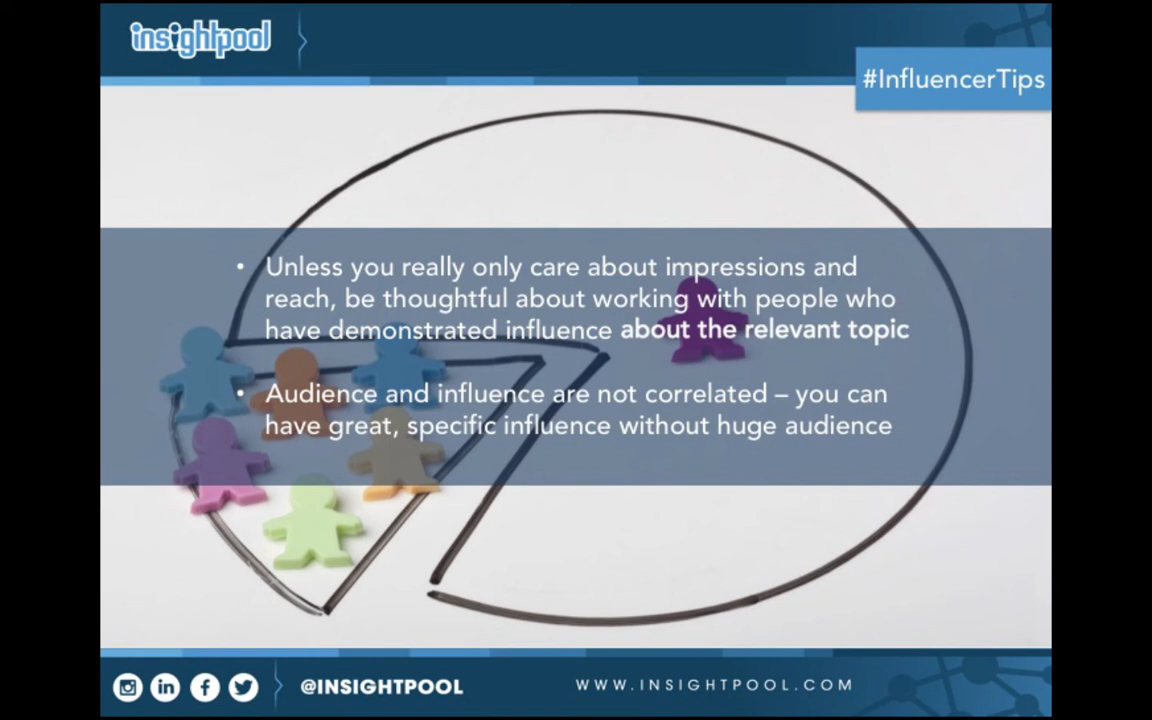 insightpool
#InfluencerTips
• Unless you really only care about impressions and
reach, be thoughtful about working with people who
have demonstrated influence about the relevant topic
• Audience and influence are not correlated – you can
have great, specific influence without huge audience
@INSIGHTPOOL
WWW.INSIGHTPOOL.COM